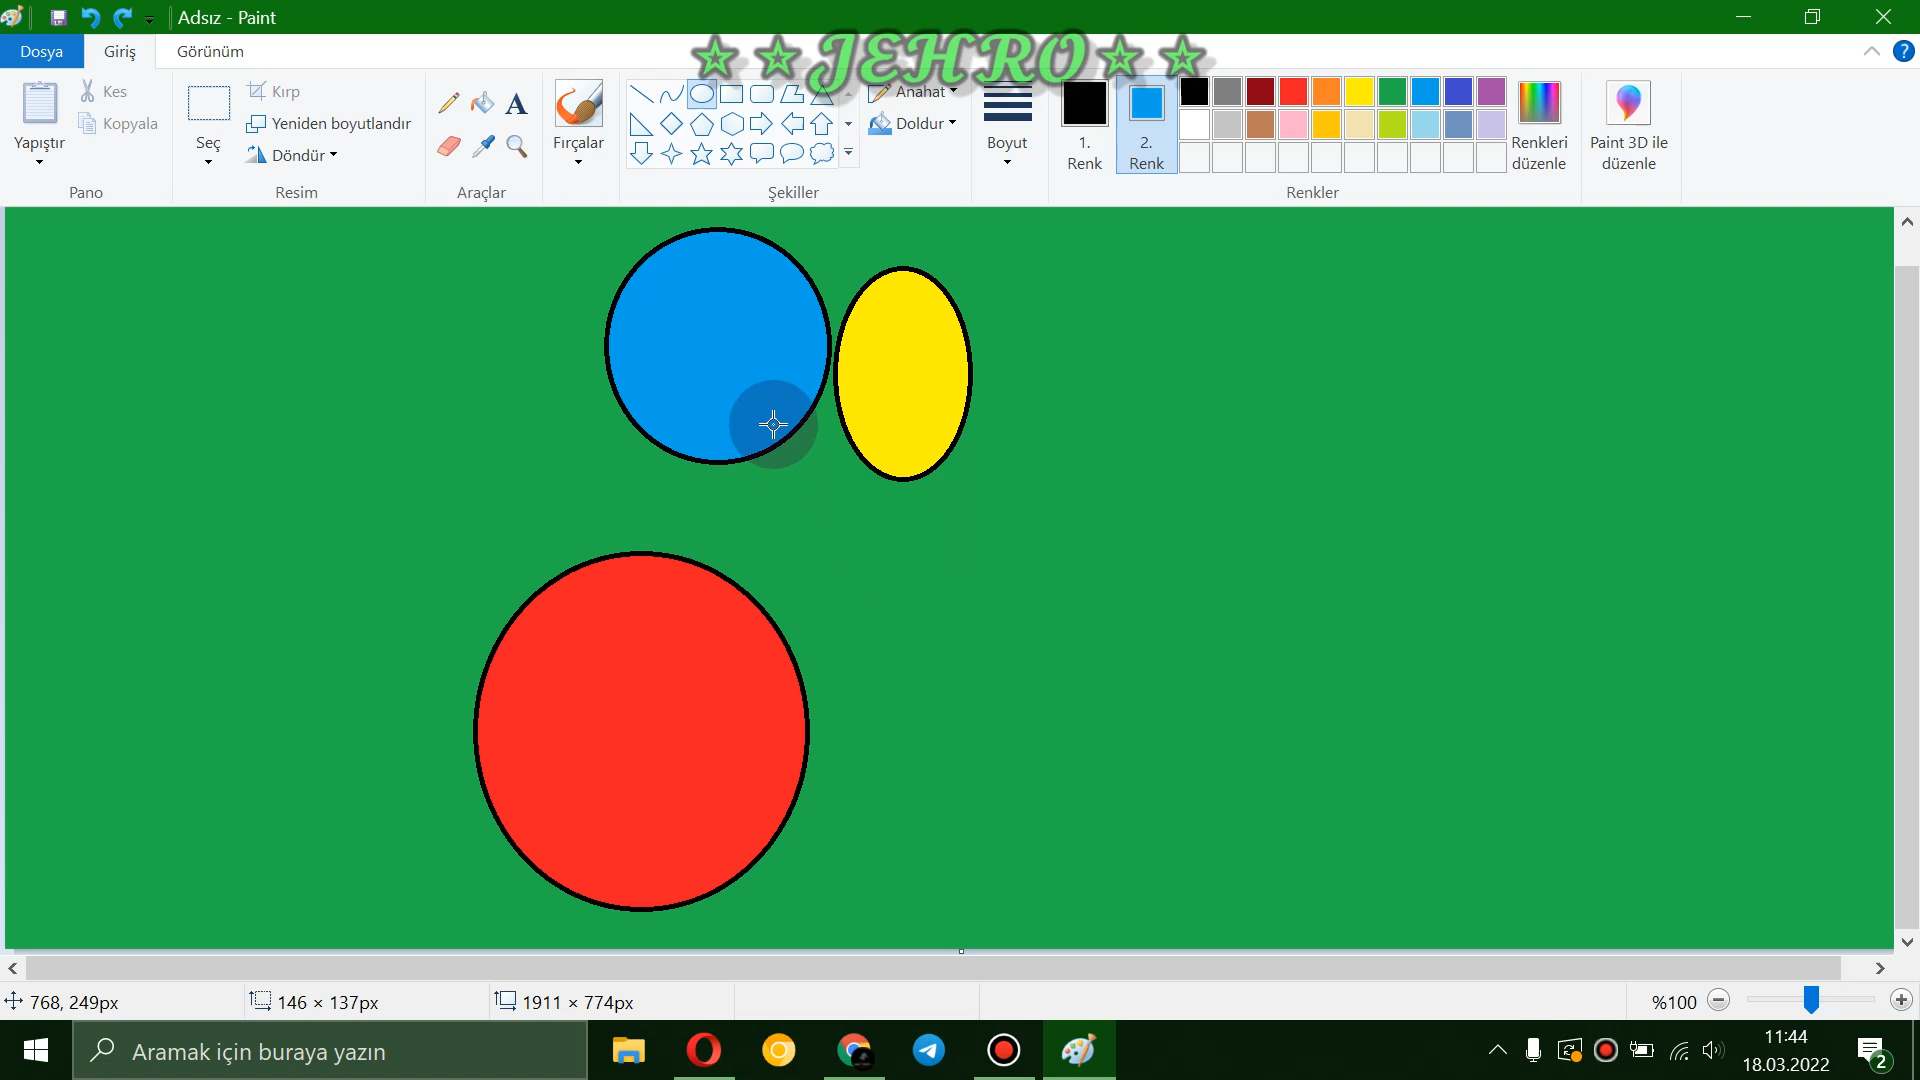 Adsız - Paint
Dosya
Giriş
Görünüm
☆ ☆ JEHRO ☆ ☆
Yapıştır
Kes
Kopyala
Pano
Seç
Kırp
Yeniden boyutlandır
Döndür
Resim
A
Araçlar
Fırçalar
Şekiller
Anahat
Doldur
Boyut
1.
Renk
2.
Renk
Renkler
Renkleri
düzenle
Paint 3D ile
düzenle
?
768, 249px
146 × 137px
1911 × 774px
%100
Aramak için buraya yazın
11:44
18.03.2022
2